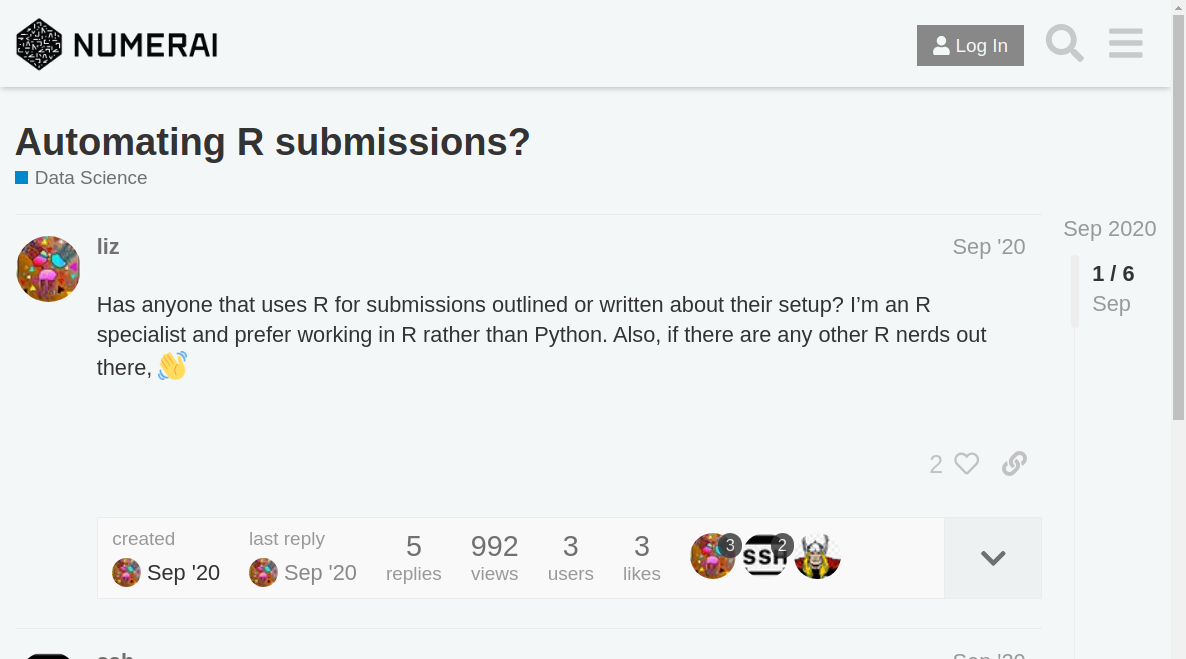 NUMERAI
Log In
Automating R submissions?
Data Science
liz
Sep '20
Sep 2020
1 / 6
Sep
Has anyone that uses R for submissions outlined or written about their setup? I’m an R
specialist and prefer working in R rather than Python. Also, if there are any other R nerds out
there,
2
created
Sep '20
last reply
Sep '20
5
replies
992
views
3
users
3
likes
3
SSH
2
ssh
Sep '20